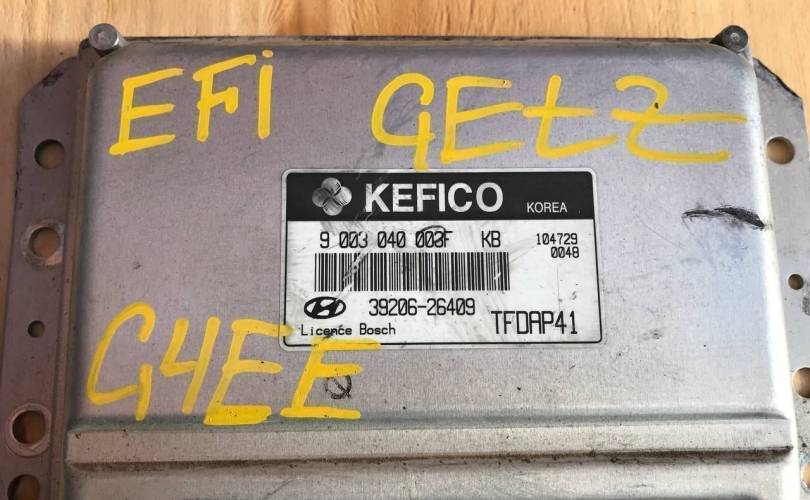 EFi GEtZ
KEFICO KOREA
9 003 040 003F KB 104729
0048
39206-26409
Licence Bosch TFDAP41
G4EE